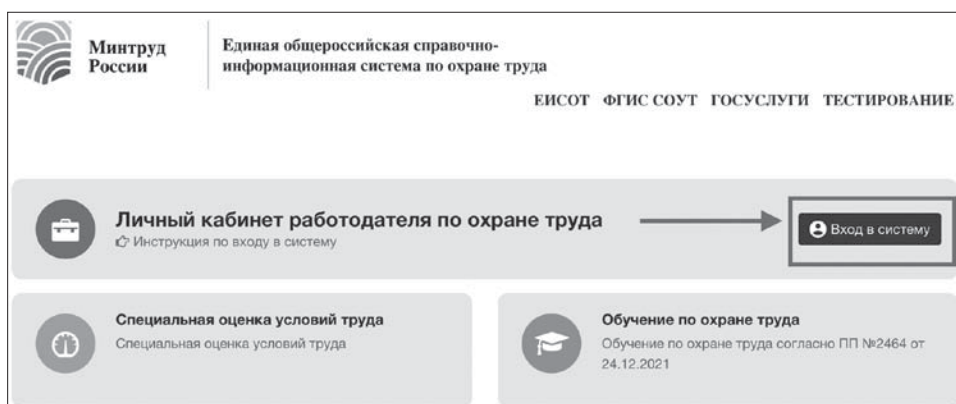 Минтруд
России
Единая общероссийская справочно-
информационная система по охране труда
ЕИСОТ ФГИС СОУТ ГОСУСЛУГИ ТЕСТИРОВАНИЕ
Личный кабинет работодателя по охране труда
Инструкция по входу в систему
Вход в систему
Специальная оценка условий труда
Специальная оценка условий труда
Обучение по охране труда
Обучение по охране труда согласно ПП №2464 от
24.12.2021